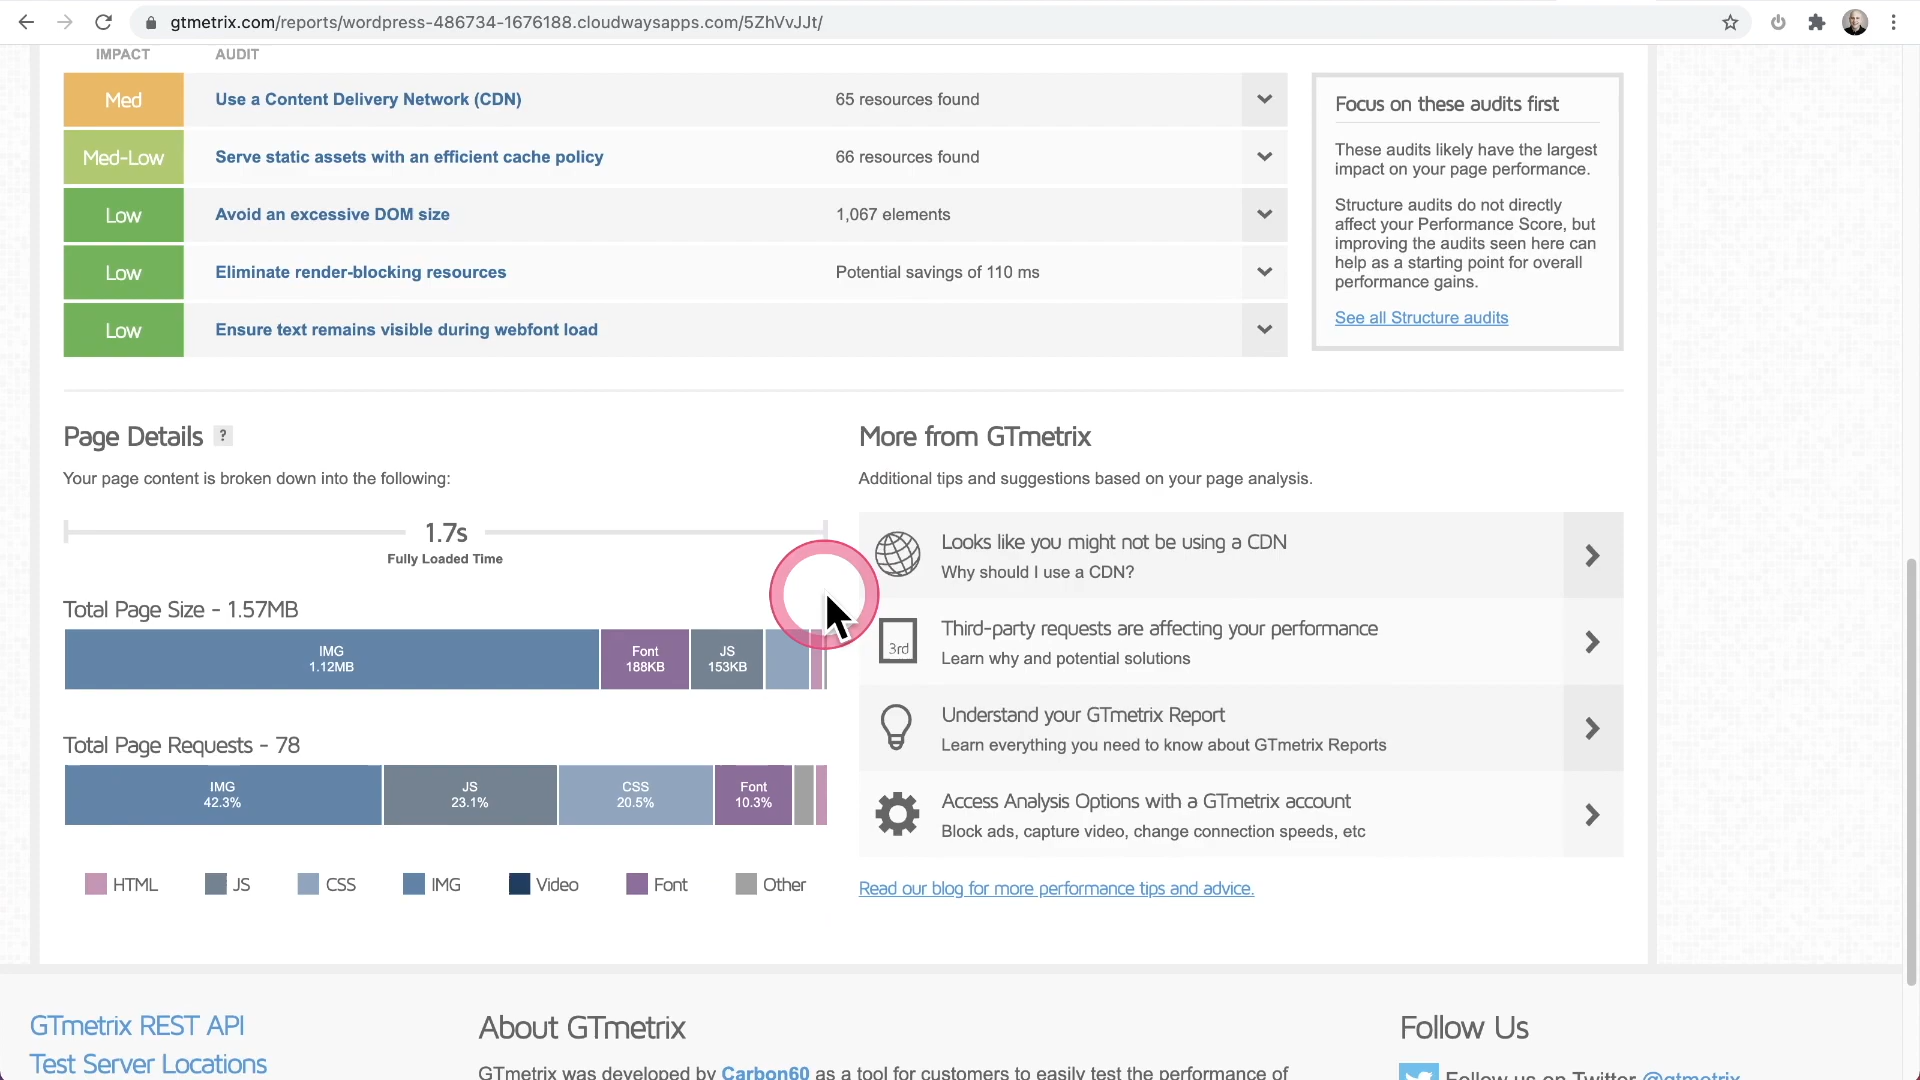 gtmetrix.com/reports/wordpress-486734-1676188.cloudwaysapps.com/5ZhVvJJt/
IMPACT AUDIT
Med Use a Content Delivery Network (CDN) 65 resources found
Med-Low Serve static assets with an efficient cache policy 66 resources found
Low Avoid an excessive DOM size 1,067 elements
Low Eliminate render-blocking resources Potential savings of 110 ms
Low Ensure text remains visible during webfont load
Focus on these audits first
These audits likely have the largest
impact on your page performance.
Structure audits do not directly
affect your Performance Score, but
improving the audits seen here can
help as a starting point for overall
performance gains.
See all Structure audits
Page Details ?
Your page content is broken down into the following:
1.7s
Fully Loaded Time
Total Page Size - 1.57MB
IMG
1.12MB
Font
188KB
JS
153KB
Total Page Requests - 78
IMG
42.3%
JS
23.1%
CSS
20.5%
Font
10.3%
HTML JS CSS IMG Video Font Other
More from GTmetrix
Additional tips and suggestions based on your page analysis.
Looks like you might not be using a CDN
Why should I use a CDN?
3rd
Third-party requests are affecting your performance
Learn why and potential solutions
Understand your GTmetrix Report
Learn everything you need to know about GTmetrix Reports
Access Analysis Options with a GTmetrix account
Block ads, capture video, change connection speeds, etc
Read our blog for more performance tips and advice.
GTmetrix REST API
Test Server Locations
About GTmetrix
GTmetrix was developed by Carbon60 as a tool for customers to easily test the performance of
Follow Us
Follow us on Twitter @gtmetrix